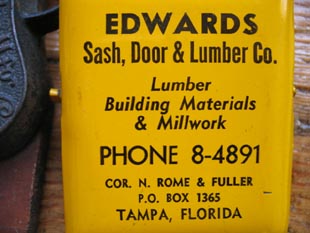 EDWARDS
Sash, Door & Lumber Co.
Lumber
Building Materials
& Millwork
PHONE 8-4891
COR. N. ROME & FULLER
P.O. BOX 1365
TAMPA, FLORIDA